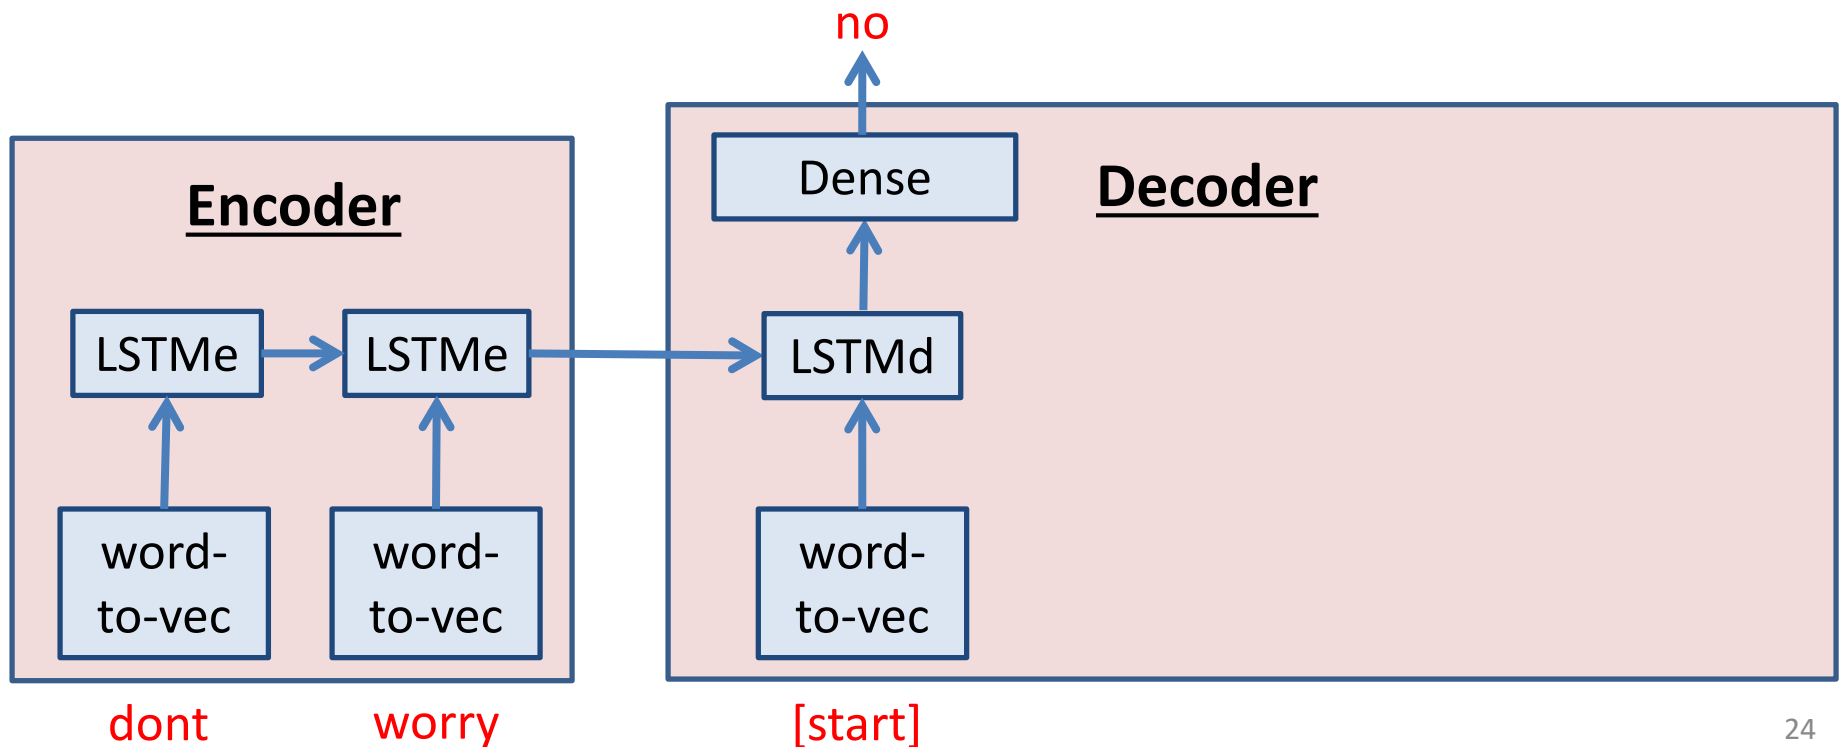 no
Dense
Decoder
Encoder
LSTMe
LSTMe
LSTMd
word-
to-vec
word-
to-vec
word-
to-vec
dont
worry
[start]
24